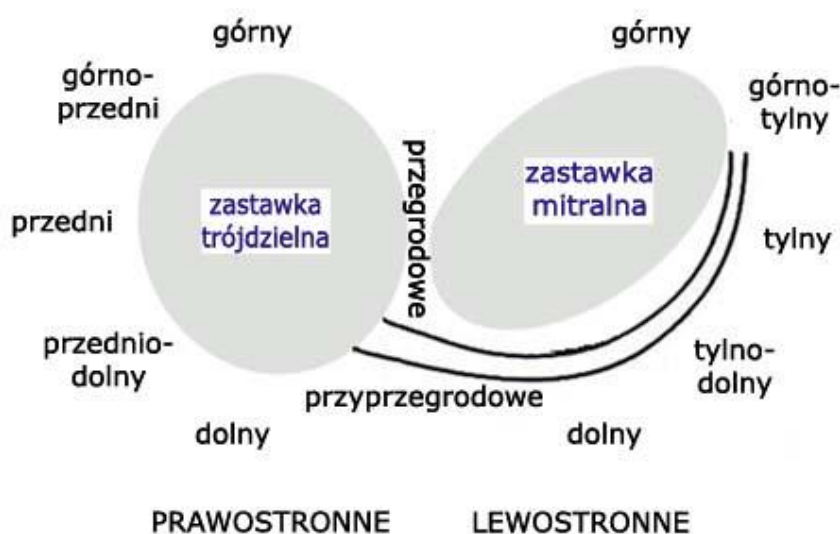 górny
górny
górno-
przedni
górno-
tylny
przegrodowe
zastawka
trójdzielna
zastawka
mitralna
przedni
tylny
przednio-
dolny
tylno-
dolny
przyprzegrodowe
dolny
dolny
PRAWOSTRONNE
LEWOSTRONNE